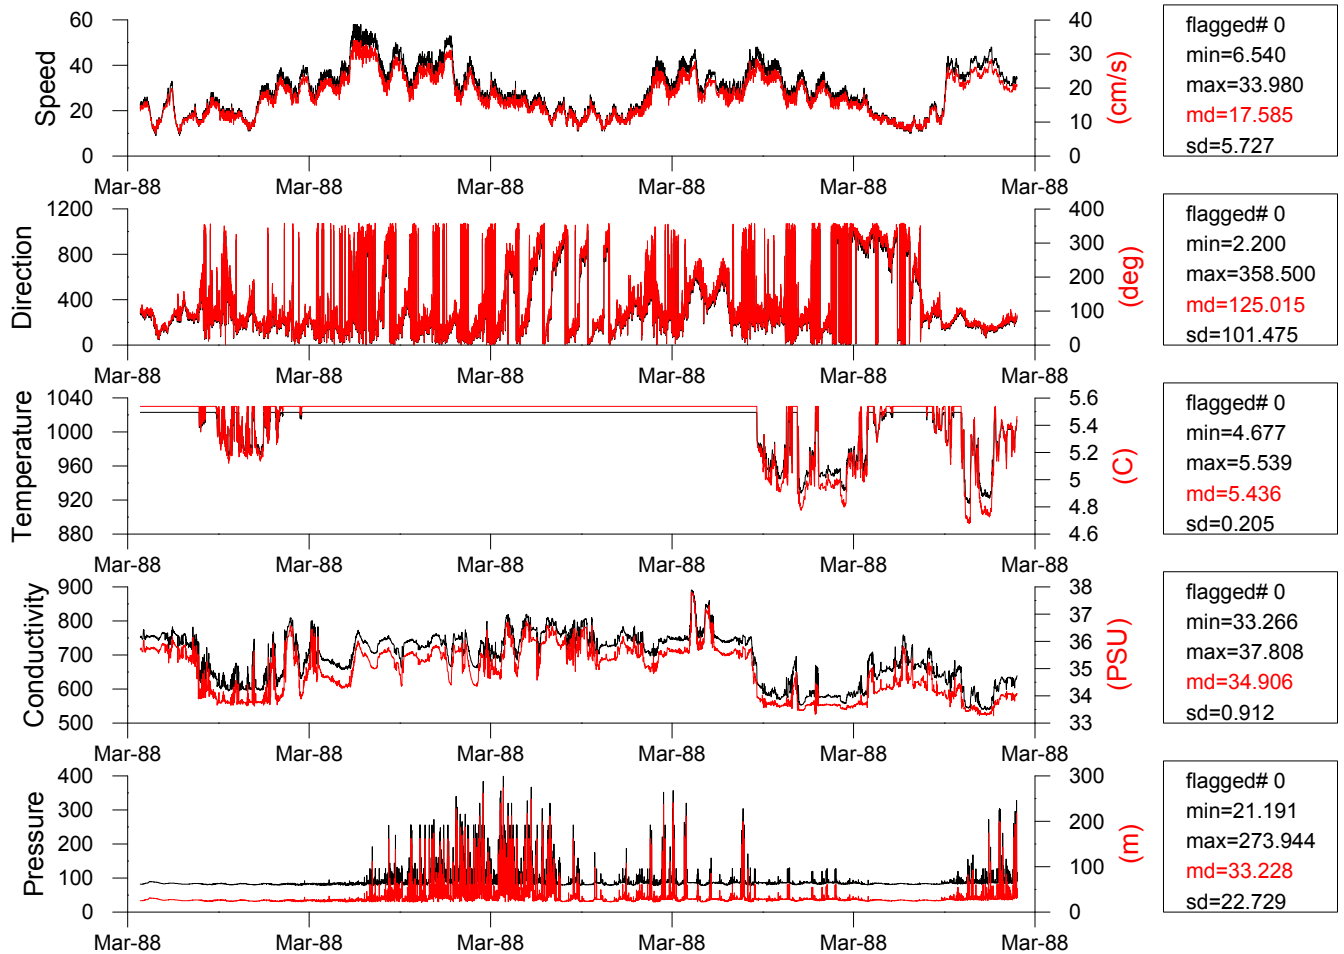 Speed
60
40
20
0
40
30
20
10
0
(cm/s)
Mar-88 Mar-88 Mar-88 Mar-88 Mar-88 Mar-88
flagged# 0
min=6.540
max=33.980
md=17.585
sd=5.727
Direction
1200
800
400
0
400
300
200
100
0
(deg)
Mar-88 Mar-88 Mar-88 Mar-88 Mar-88 Mar-88
flagged# 0
min=2.200
max=358.500
md=125.015
sd=101.475
Temperature
1040
1000
960
920
880
5.6
5.4
5.2
5
4.8
4.6
(C)
Mar-88 Mar-88 Mar-88 Mar-88 Mar-88 Mar-88
flagged# 0
min=4.677
max=5.539
md=5.436
sd=0.205
Conductivity
900
800
700
600
500
38
37
36
35
34
33
(PSU)
Mar-88 Mar-88 Mar-88 Mar-88 Mar-88 Mar-88
flagged# 0
min=33.266
max=37.808
md=34.906
sd=0.912
Pressure
400
300
200
100
0
300
200
100
0
(m)
Mar-88 Mar-88 Mar-88 Mar-88 Mar-88 Mar-88
flagged# 0
min=21.191
max=273.944
md=33.228
sd=22.729